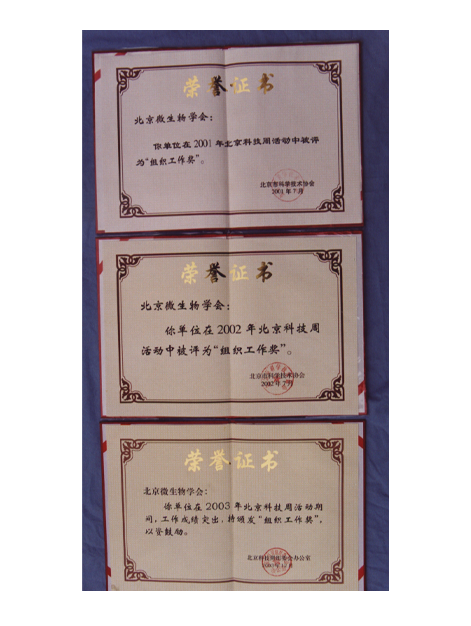 荣誉证书
北京微生物学会：
你单位在2001年北京科技周活动中被评
为“组织工作奖”。
北京市科学技术协会
2001年7月
荣誉证书
北京微生物学会：
你单位在2002年北京科技周
活动中被评为“组织工作奖”。
北京市科学技术协会
2002年7月
荣誉证书
北京微生物学会：
你单位在2003年北京科技周活动期
间，工作成绩突出，特颁发“组织工作奖”，
以资鼓励。